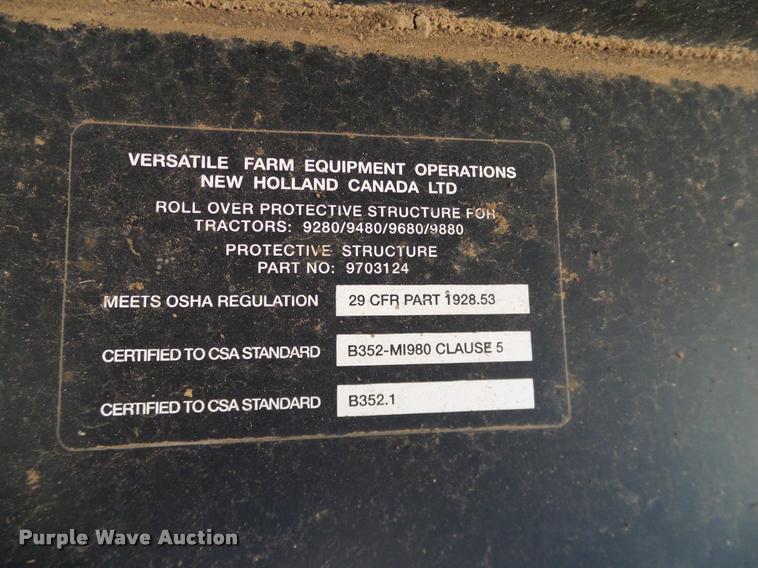 VERSATILE FARM EQUIPMENT OPERATIONS
NEW HOLLAND CANADA LTD
ROLL OVER PROTECTIVE STRUCTURE FOR
TRACTORS: 9280/9480/9680/9880
PROTECTIVE STRUCTURE
PART NO: 9703124
MEETS OSHA REGULATION 29 CFR PART 1928.53
CERTIFIED TO CSA STANDARD B352-MI980 CLAUSE 5
CERTIFIED TO CSA STANDARD B352.1
Purple Wave Auction